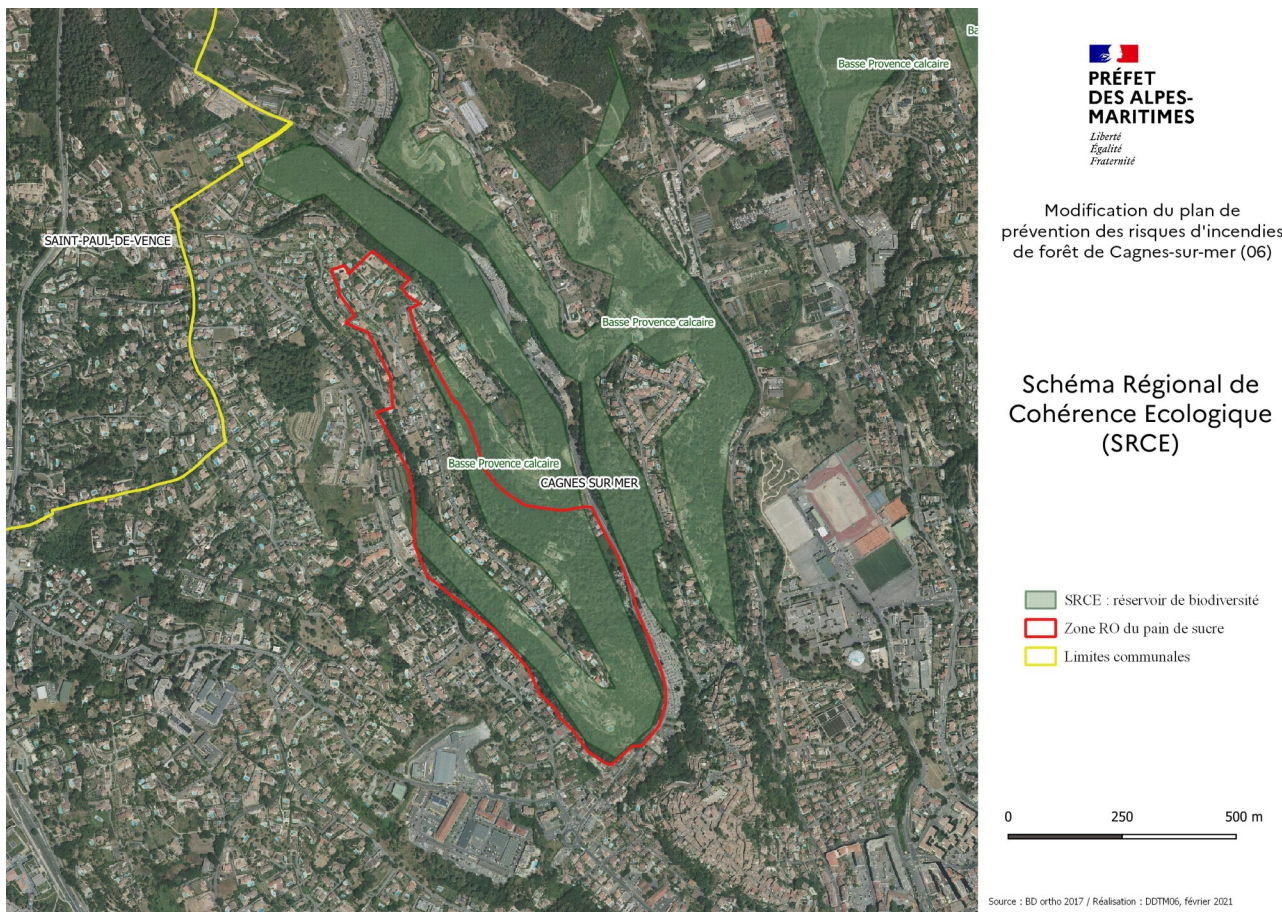 Basse Provence calcaire
Ba
SAINT-PAUL-DE-VENCE
Basse Provence calcaire
Basse Provence calcaire
CAGNES SUR MER
PRÉFET
DES ALPES-
MARITIMES
Liberté
Égalité
Fraternité
Modification du plan de
prévention des risques d'incendies
de forêt de Cagnes-sur-mer (06)
Schéma Régional de
Cohérence Ecologique
(SRCE)
SRCE : réservoir de biodiversité
Zone RO du pain de sucre
Limites communales
0 250 500 m
Source : BD ortho 2017 / Réalisation : DDTM06, février 2021